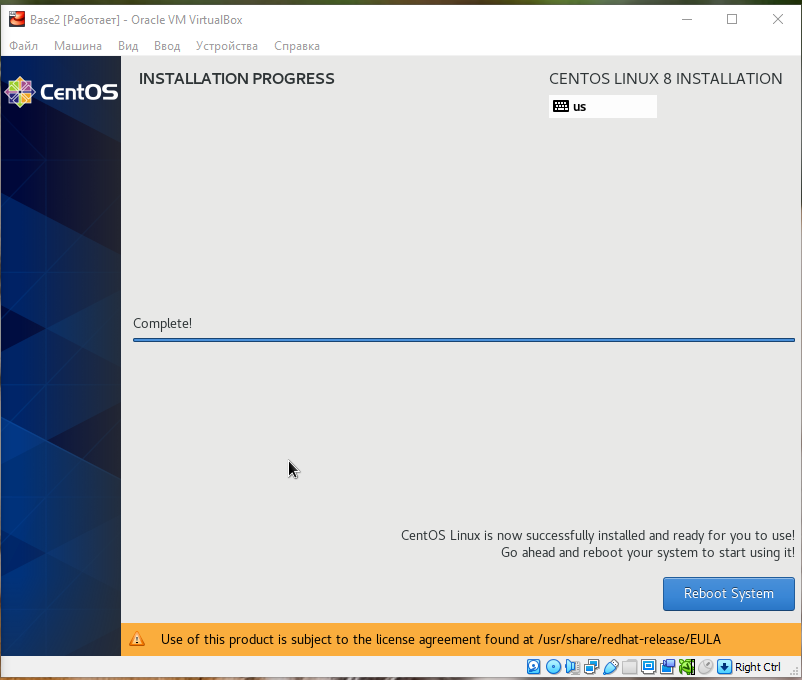 Base2 [Работает] - Oracle VM VirtualBox
Файл Машина Вид Ввод Устройства Справка
CentOS
INSTALLATION PROGRESS
CENTOS LINUX 8 INSTALLATION
us
Complete!
CentOS Linux is now successfully installed and ready for you to use!
Go ahead and reboot your system to start using it!
Reboot System
Use of this product is subject to the license agreement found at /usr/share/redhat-release/EULA
Right Ctrl